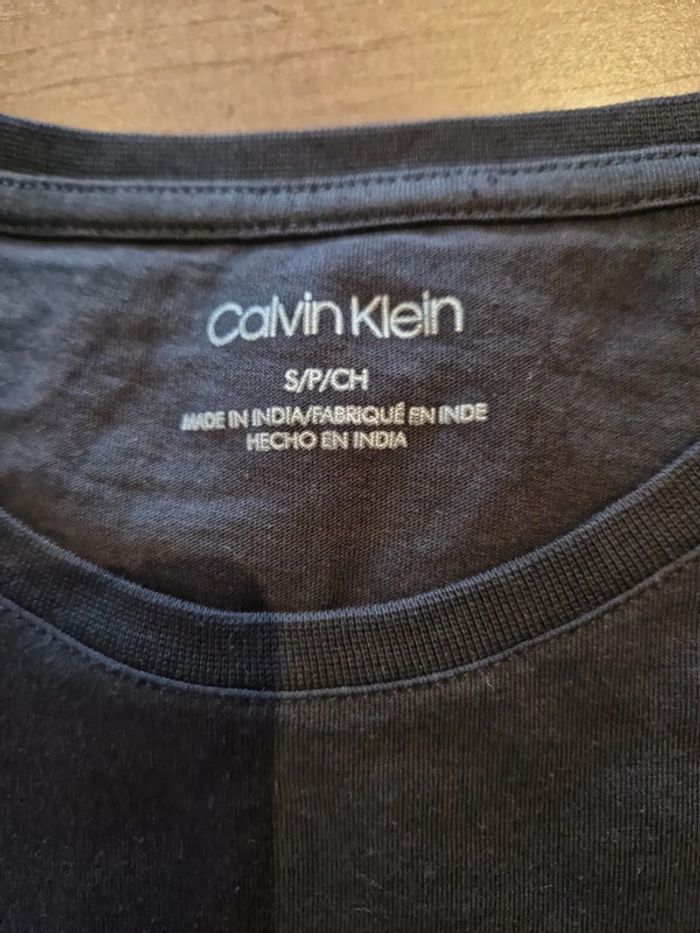 Calvin Klein
S/P/CH
MADE IN INDIA/FABRIQUÉ EN INDE
HECHO EN INDIA